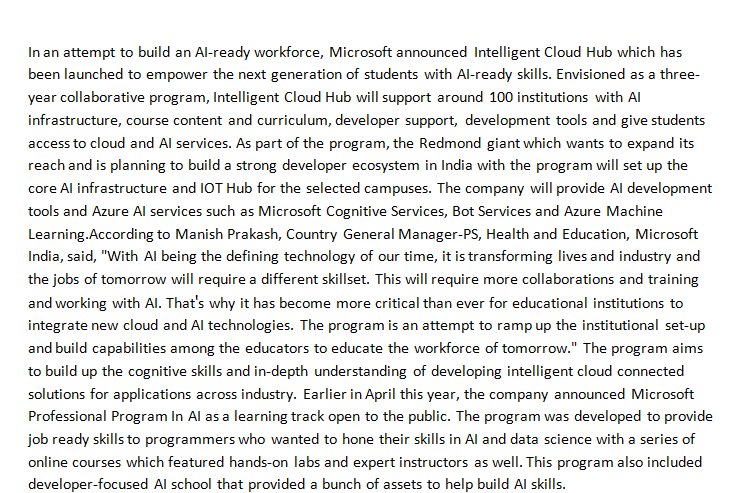 In an attempt to build an AI-ready workforce, Microsoft announced Intelligent Cloud Hub which has
been launched to empower the next generation of students with AI-ready skills. Envisioned as a three-
year collaborative program, Intelligent Cloud Hub will support around 100 institutions with AI
infrastructure, course content and curriculum, developer support, development tools and give students
access to cloud and AI services. As part of the program, the Redmond giant which wants to expand its
reach and is planning to build a strong developer ecosystem in India with the program will set up the
core AI infrastructure and IOT Hub for the selected campuses. The company will provide AI development
tools and Azure AI services such as Microsoft Cognitive Services, Bot Services and Azure Machine
Learning.According to Manish Prakash, Country General Manager-PS, Health and Education, Microsoft
India, said, "With AI being the defining technology of our time, it is transforming lives and industry and
the jobs of tomorrow will require a different skillset. This will require more collaborations and training
and working with AI. That's why it has become more critical than ever for educational institutions to
integrate new cloud and AI technologies. The program is an attempt to ramp up the institutional set-up
and build capabilities among the educators to educate the workforce of tomorrow." The program aims
to build up the cognitive skills and in-depth understanding of developing intelligent cloud connected
solutions for applications across industry. Earlier in April this year, the company announced Microsoft
Professional Program In AI as a learning track open to the public. The program was developed to provide
job ready skills to programmers who wanted to hone their skills in AI and data science with a series of
online courses which featured hands-on labs and expert instructors as well. This program also included
developer-focused AI school that provided a bunch of assets to help build AI skills.